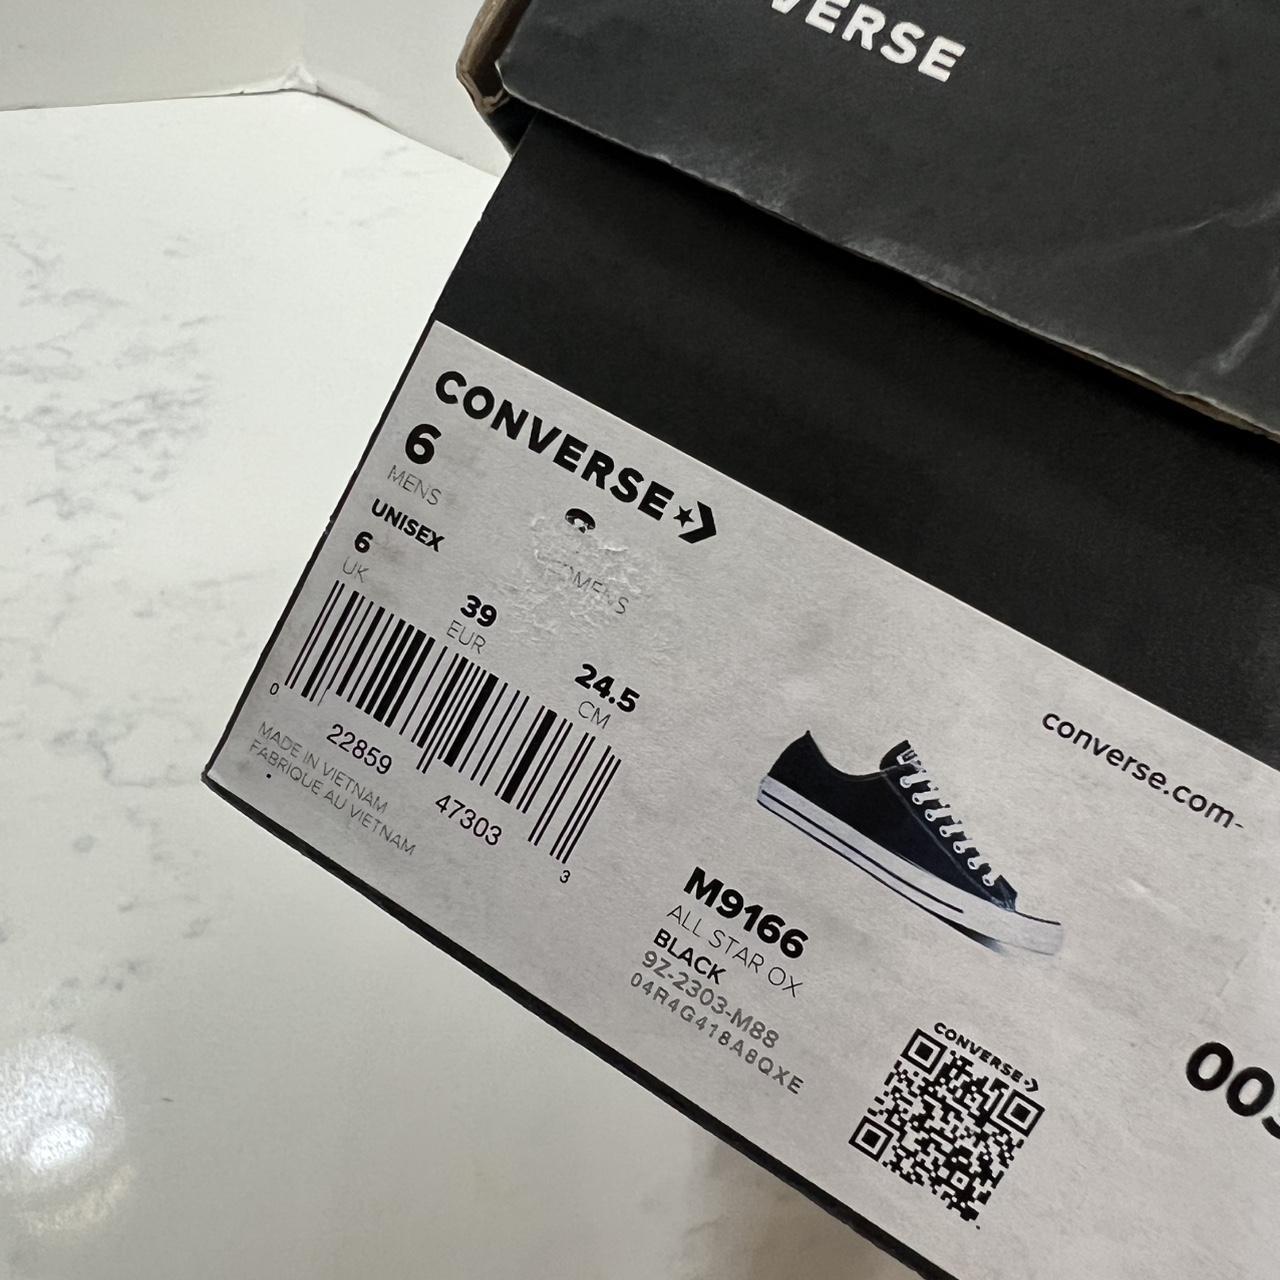 VERSE
CONVERSE
6
MENS
WOMENS
UNISEX
6
UK
39
EUR
24.5
CM
0 22859 47303 3
MADE IN VIETNAM
FABRIQUE AU VIETNAM
converse.com
M9166
ALL STAR OX
BLACK
9Z-2303-M88
04R4G418A8QXE
CONVERSE